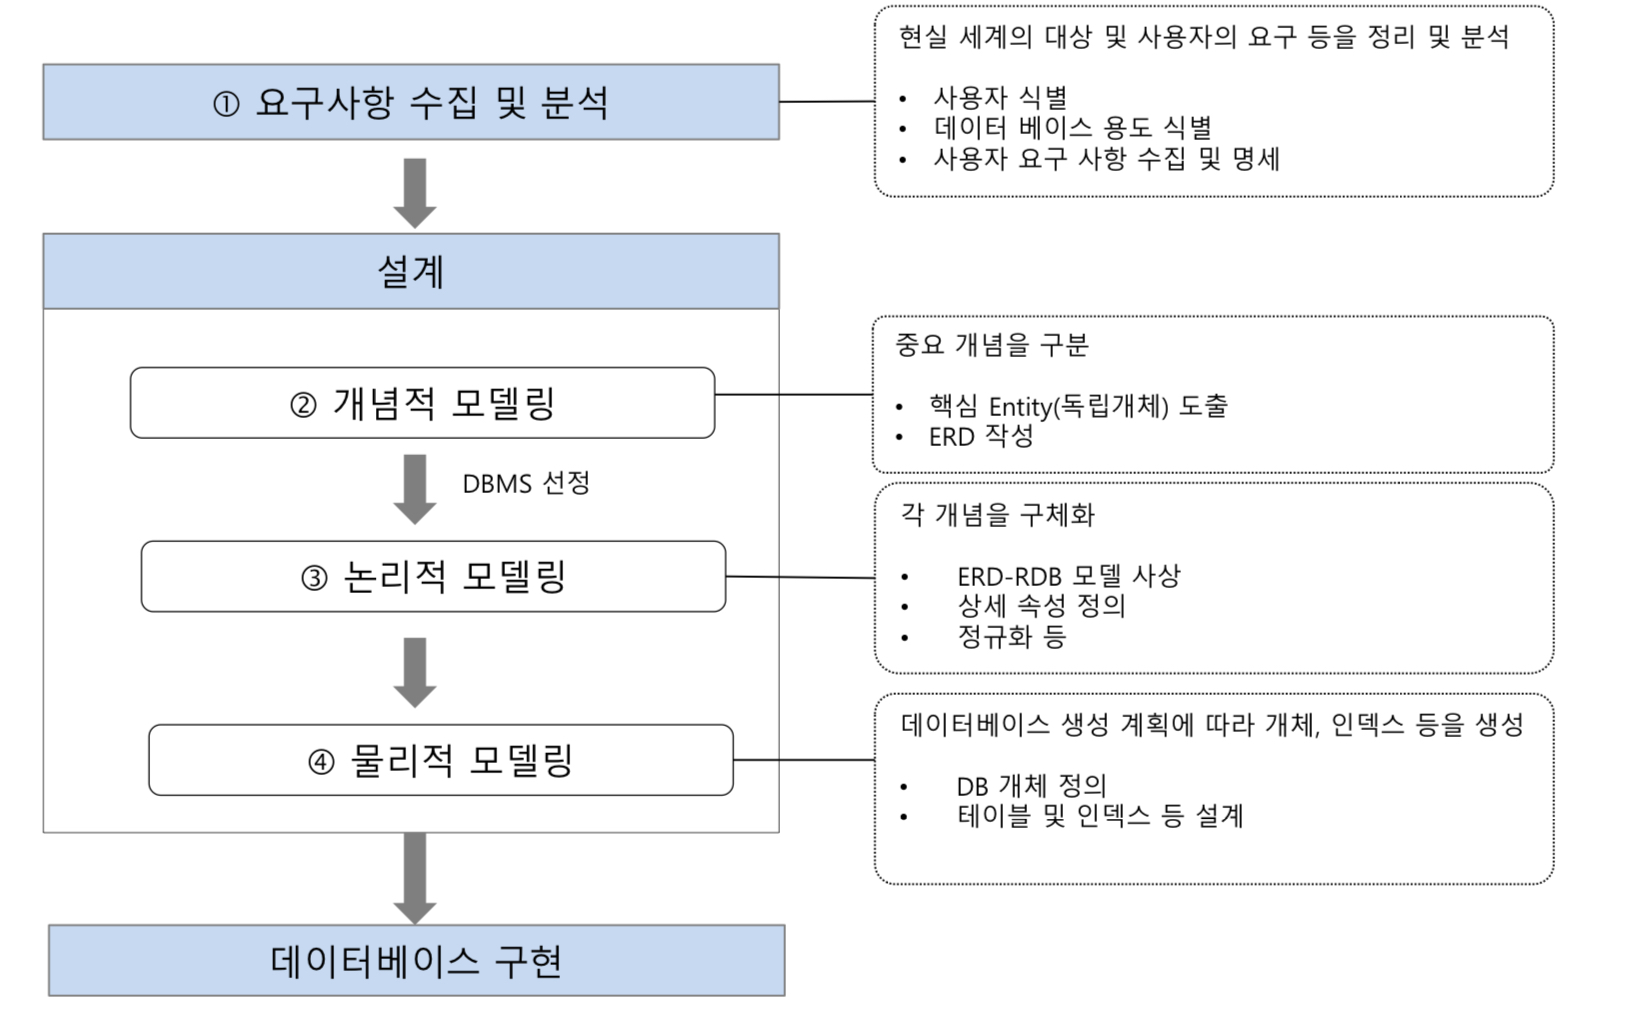 ① 요구사항 수집 및 분석
현실 세계의 대상 및 사용자의 요구 등을 정리 및 분석
• 사용자 식별
• 데이터 베이스 용도 식별
• 사용자 요구 사항 수집 및 명세
설계
② 개념적 모델링
중요 개념을 구분
• 핵심 Entity(독립개체) 도출
• ERD 작성
DBMS 선정
③ 논리적 모델링
각 개념을 구체화
• ERD-RDB 모델 사상
• 상세 속성 정의
• 정규화 등
④ 물리적 모델링
데이터베이스 생성 계획에 따라 개체, 인덱스 등을 생성
• DB 개체 정의
• 테이블 및 인덱스 등 설계
데이터베이스 구현